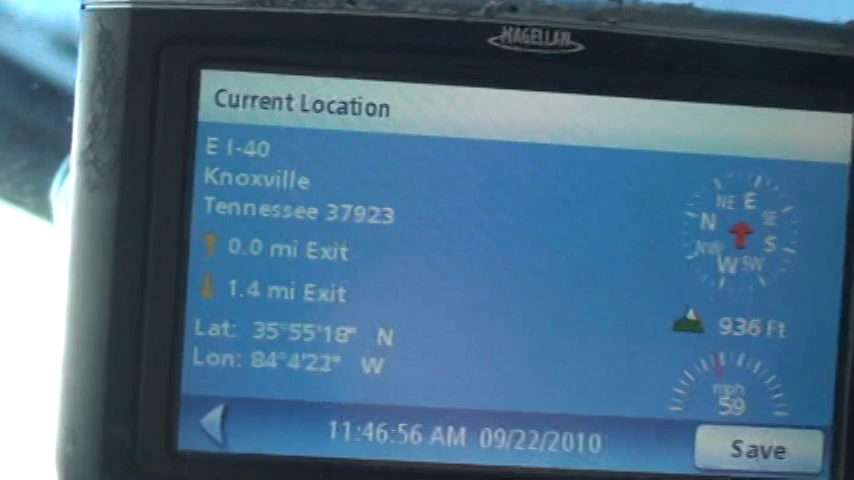 MAGELLAN
Current Location
E I-40
Knoxville
Tennessee 37923
0.0 mi Exit
1.4 mi Exit
Lat: 35°55'18" N
Lon: 84°4'22" W
NE E SE
N S
NW W SW
936 Ft
mph
59
11:46:56 AM 09/22/2010
Save